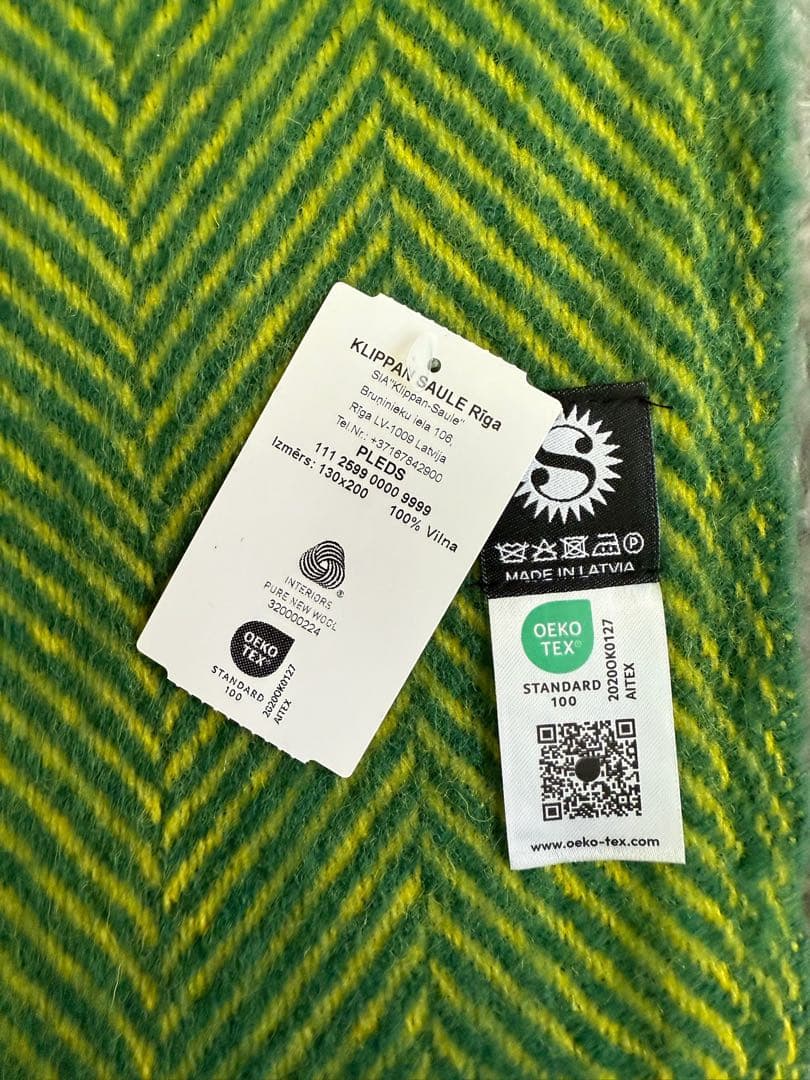 KLIPPAN SAULE Rīga
SIA"Klippan-Saule"
Bruņinieku iela 106,
Rīga LV-1009 Latvija
Tel.Nr.: +37167842900
PLEDS
111 2599 0000 9999
Izmērs: 130x200 100% Vilna
INTERIORS
PURE NEW WOOL
320000224
OEKO
TEX®
STANDARD
100
2020OK0127
AITEX
S
P
MADE IN LATVIA
OEKO
TEX®
STANDARD
100
2020OK0127
AITEX
www.oeko-tex.com